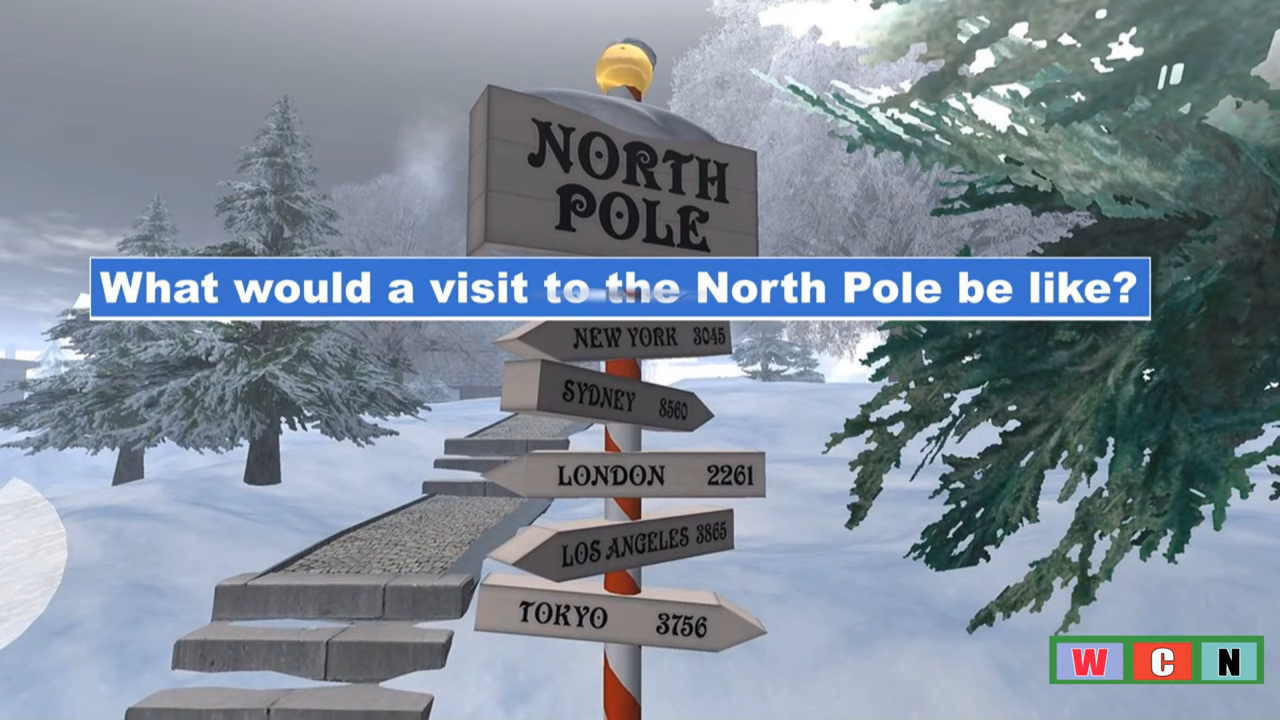 NORTH
POLE
What would a visit to the North Pole be like?
NEW YORK 3045
SYDNEY 8560
LONDON 2261
LOS ANGELES 3865
TOKYO 3756
W C N